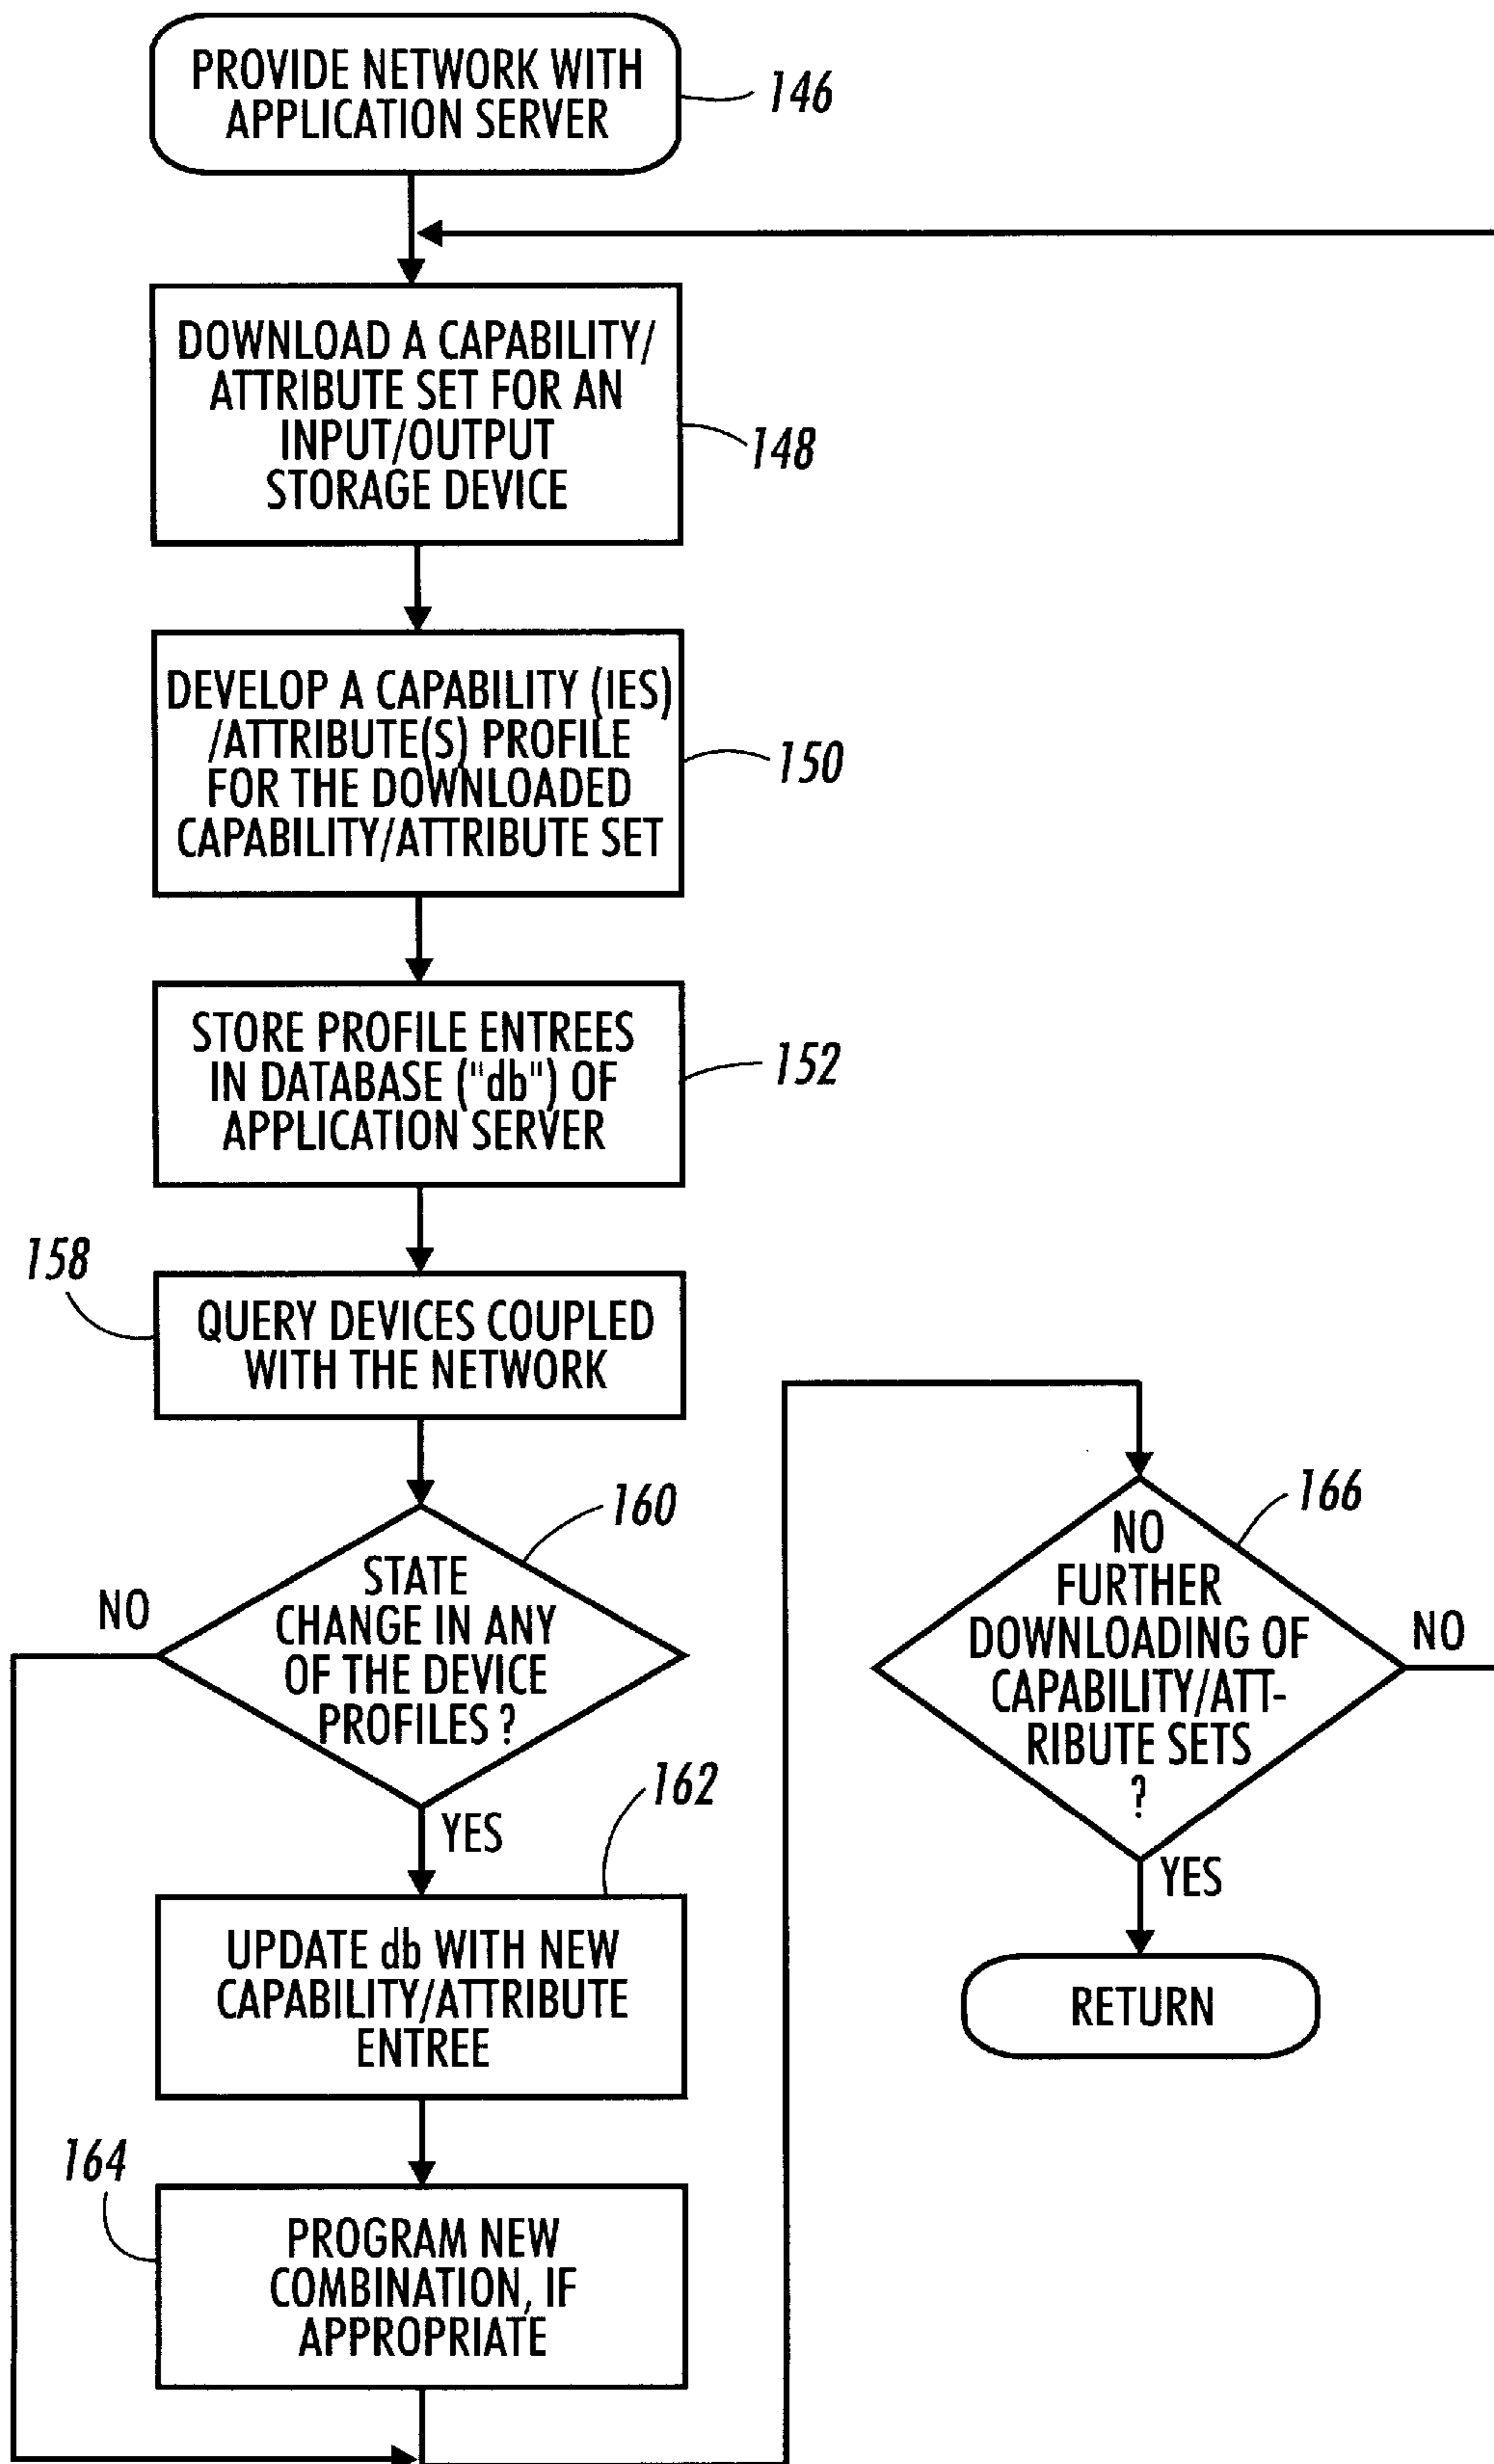 PROVIDE NETWORK WITH
APPLICATION SERVER
146
DOWNLOAD A CAPABILITY/
ATTRIBUTE SET FOR AN
INPUT/OUTPUT
STORAGE DEVICE
148
DEVELOP A CAPABILITY (IES)
/ATTRIBUTE(S) PROFILE
FOR THE DOWNLOADED
CAPABILITY/ATTRIBUTE SET
150
STORE PROFILE ENTREES
IN DATABASE ("db") OF
APPLICATION SERVER
152
158
QUERY DEVICES COUPLED
WITH THE NETWORK
160
STATE
CHANGE IN ANY
OF THE DEVICE
PROFILES ?
NO
YES
162
UPDATE db WITH NEW
CAPABILITY/ATTRIBUTE
ENTREE
164
PROGRAM NEW
COMBINATION, IF
APPROPRIATE
166
NO
FURTHER
DOWNLOADING OF
CAPABILITY/ATT-
RIBUTE SETS
?
NO
YES
RETURN